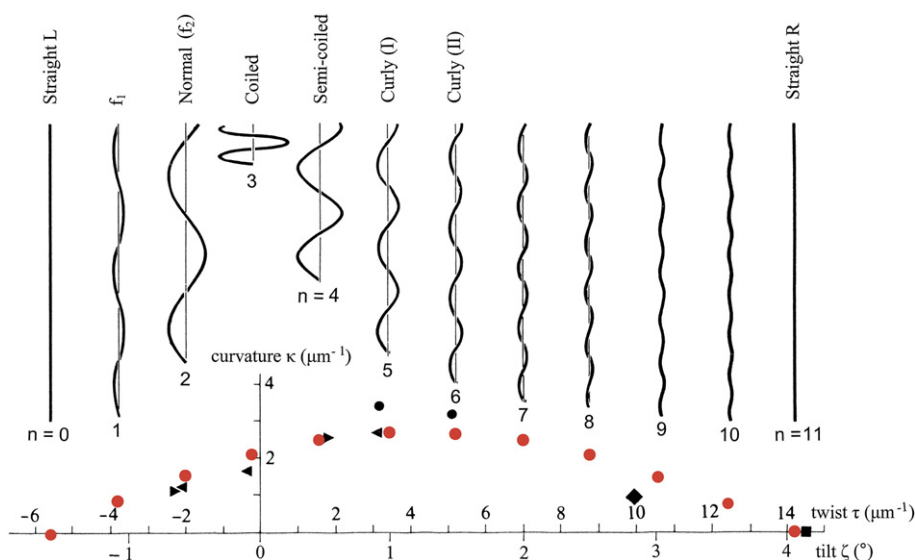 Straight L
f₁
Normal (f₂)
Coiled
Semi-coiled
Curly (I)
Curly (II)
Straight R
n = 0
1
2
3
n = 4
5
6
7
8
9
10
n = 11
curvature κ (μm⁻¹)
4
2
-6 -4 -2 2 4 6 8 10 12 14 twist τ (μm⁻¹)
-1 0 1 2 3 4 tilt ζ (°)